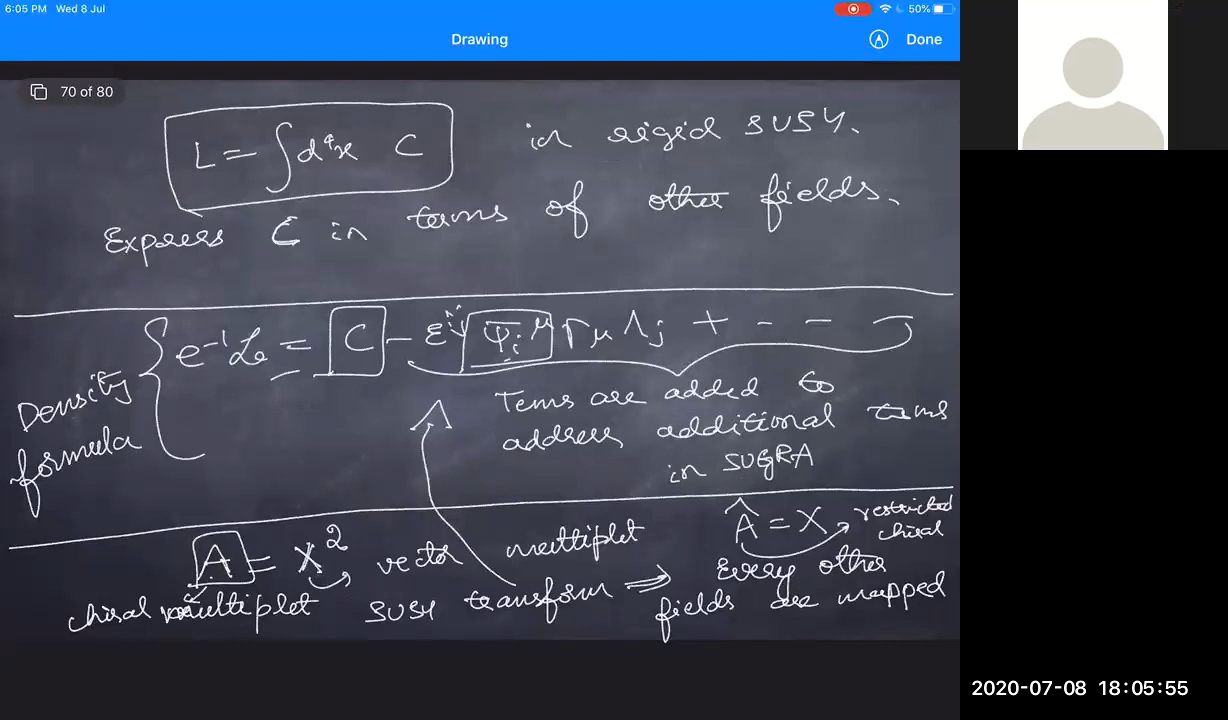 6:05 PM Wed 8 Jul
50%
Drawing
Done
70 of 80
L = ∫d⁴x C in rigid SUSY.
Express C in terms of other fields.
Density formula { e⁻¹L = C - εⁱʲ ψ̄ᵢ^μ Γμ Λj + - - -
Terms are added to
address additional terms
in SUGRA
A = X² vector multiplet
chiral multiplet SUSY transform ⇒
Â = X restricted
chiral
Every other
fields are mapped
2020-07-08 18:05:55